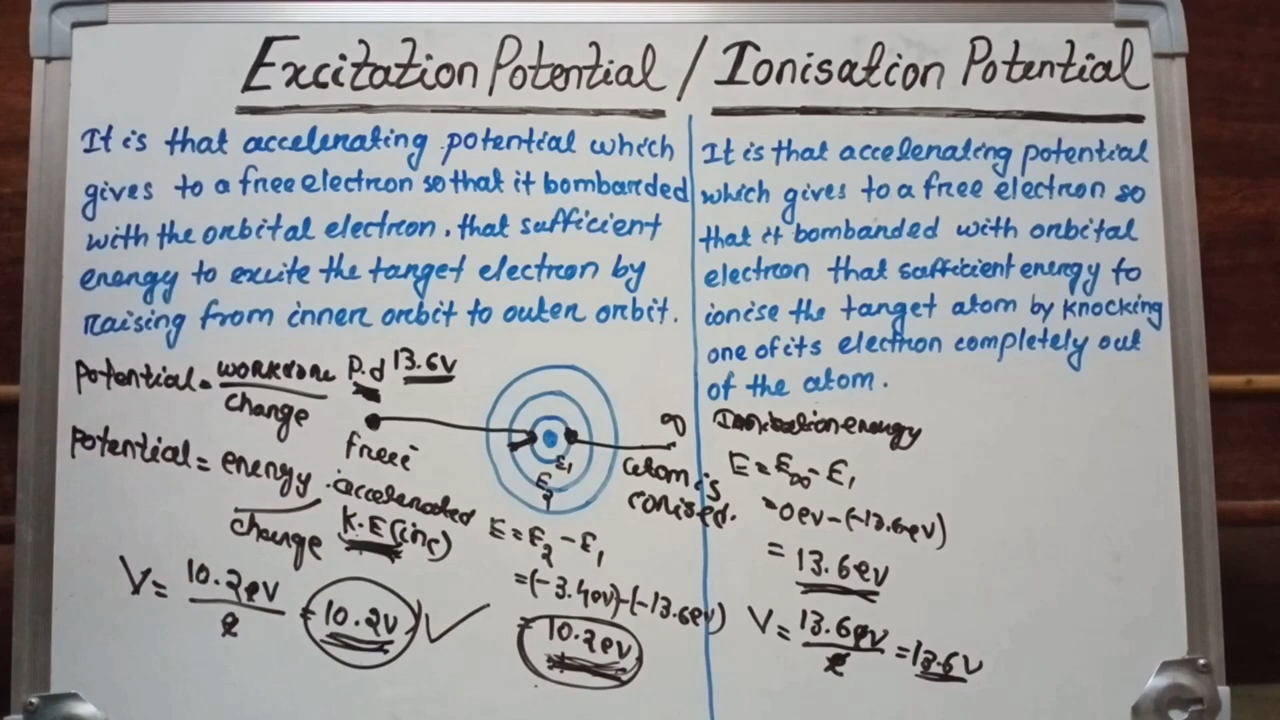 Excitation Potential / Ionisation Potential
It is that accelerating potential which
gives to a free electron so that it bombarded
with the orbital electron. that sufficient
energy to excite the target electron by
raising from inner orbit to outer orbit.
Potential = workdone
change
P.d 13.6V
free e⁻
Potential = energy
change
accelerated
K.E (inc)
E₁
E₂
∞
atom is
ionised.
E = E₂ - E₁
= (-3.4eV) - (-13.6eV)
= 10.2eV
V = 10.2eV / e = 10.2V ✓
It is that accelerating potential
which gives to a free electron so
that it bombarded with orbital
electron that sufficient energy to
ionise the target atom by knocking
one of its electron completely out
of the atom.
energy
E = E∞ - E₁
= 0eV - (-13.6eV)
= 13.6eV
V = 13.6eV / e = 13.6V